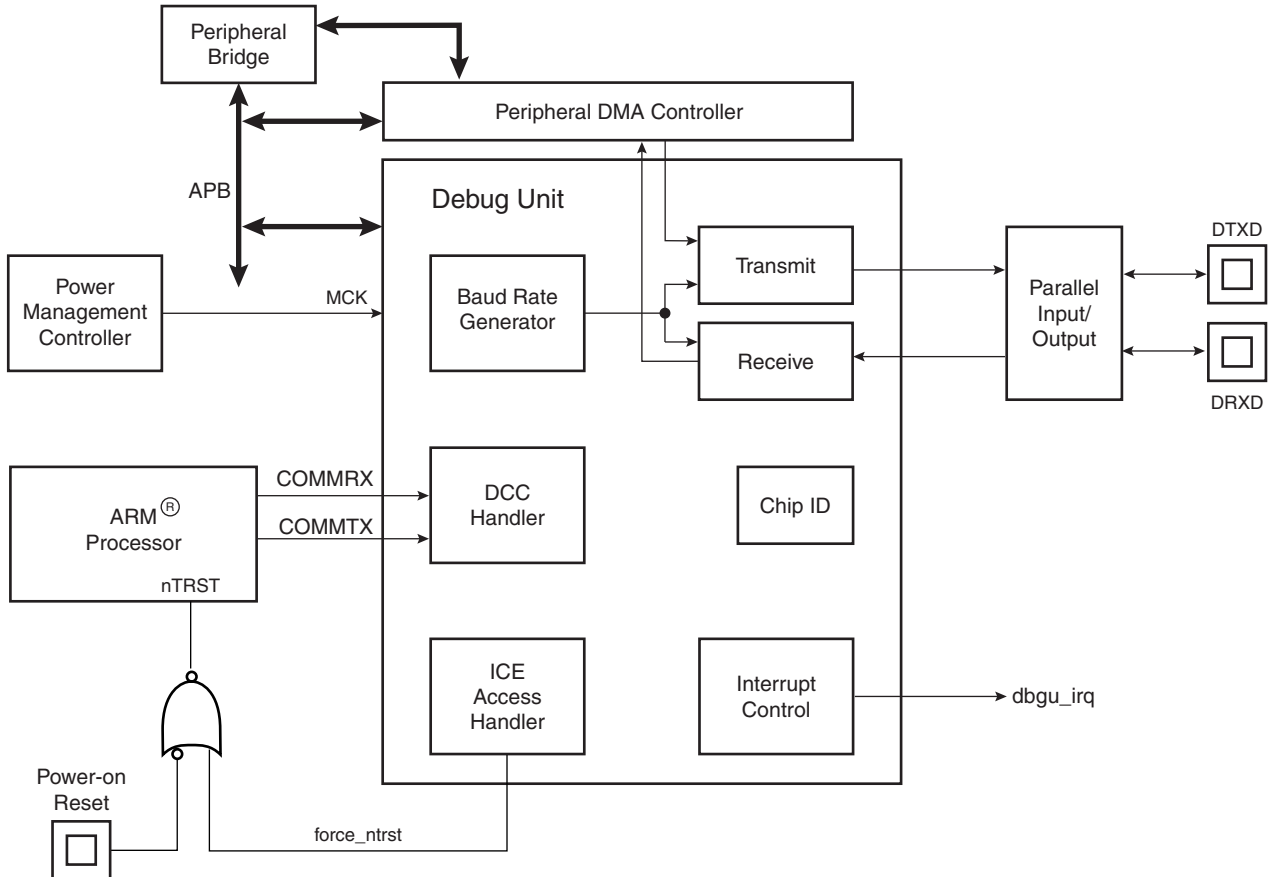 Peripheral
Bridge
Peripheral DMA Controller
APB
Debug Unit
Power
Management
Controller
MCK
Baud Rate
Generator
Transmit
Receive
Parallel
Input/
Output
DTXD
DRXD
ARM®
Processor
nTRST
COMMRX
COMMTX
DCC
Handler
Chip ID
ICE
Access
Handler
Interrupt
Control
dbgu_irq
Power-on
Reset
force_ntrst